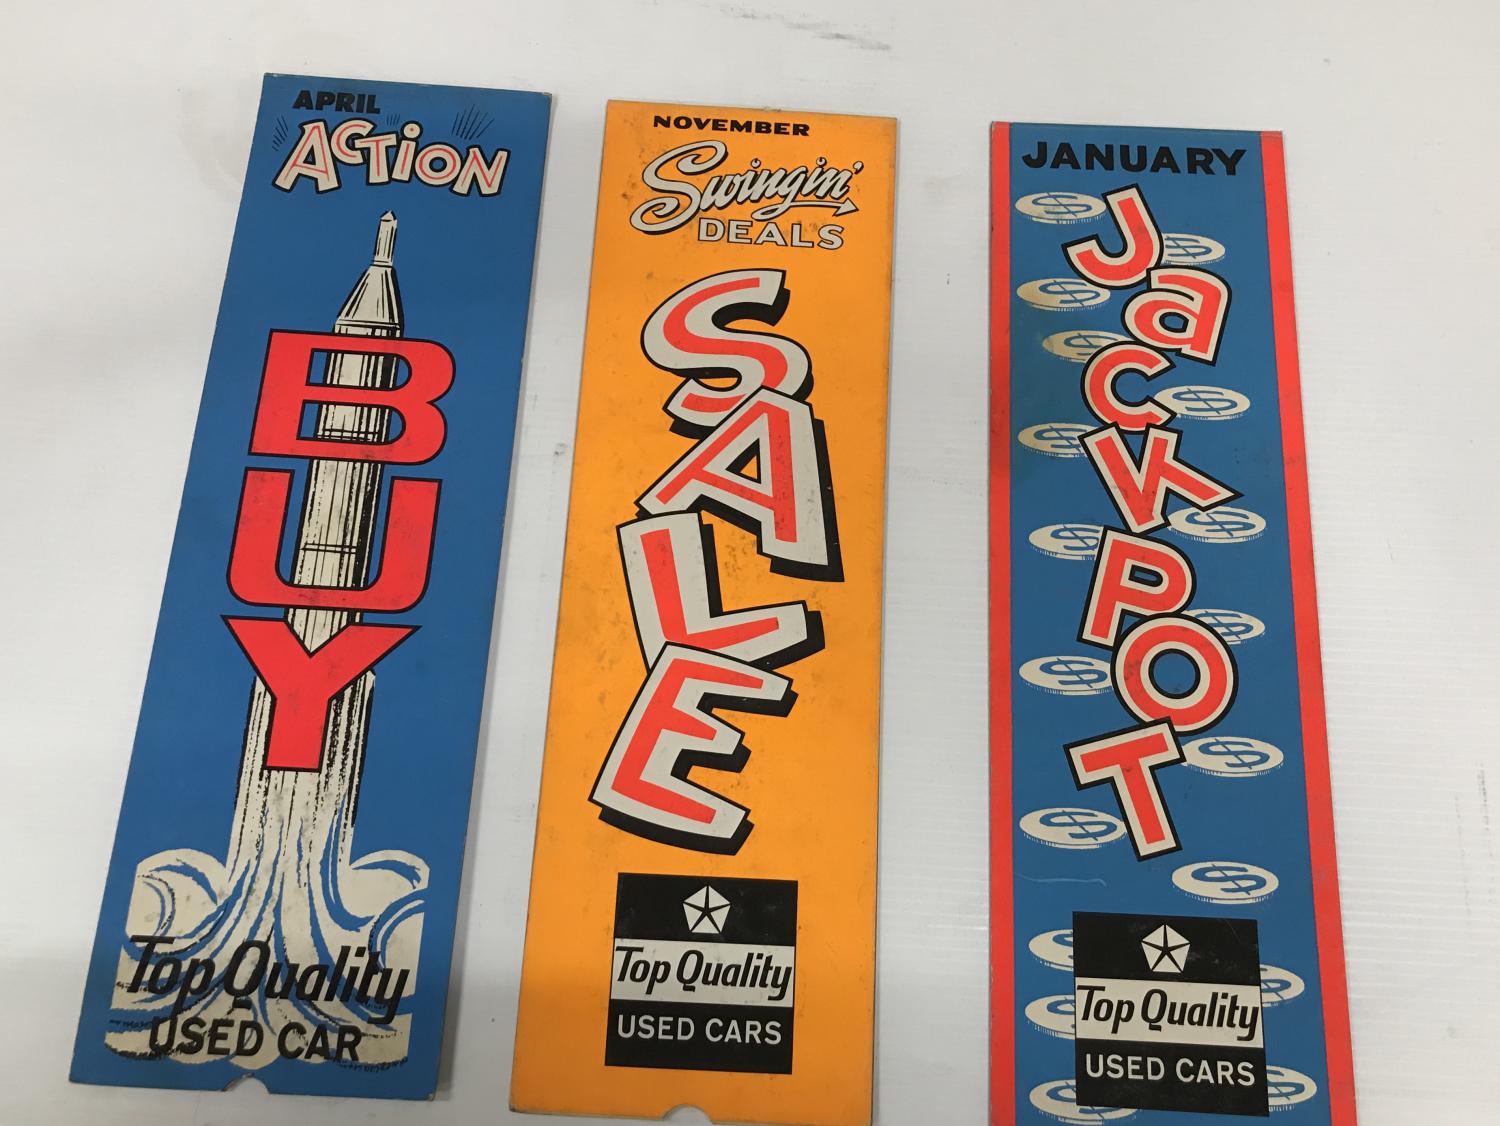 APRIL
ACTION
BUY
Top Quality
USED CAR
NOVEMBER
Swingin'
DEALS
SALE
Top Quality
USED CARS
JANUARY
JacKPOT
Top Quality
USED CARS